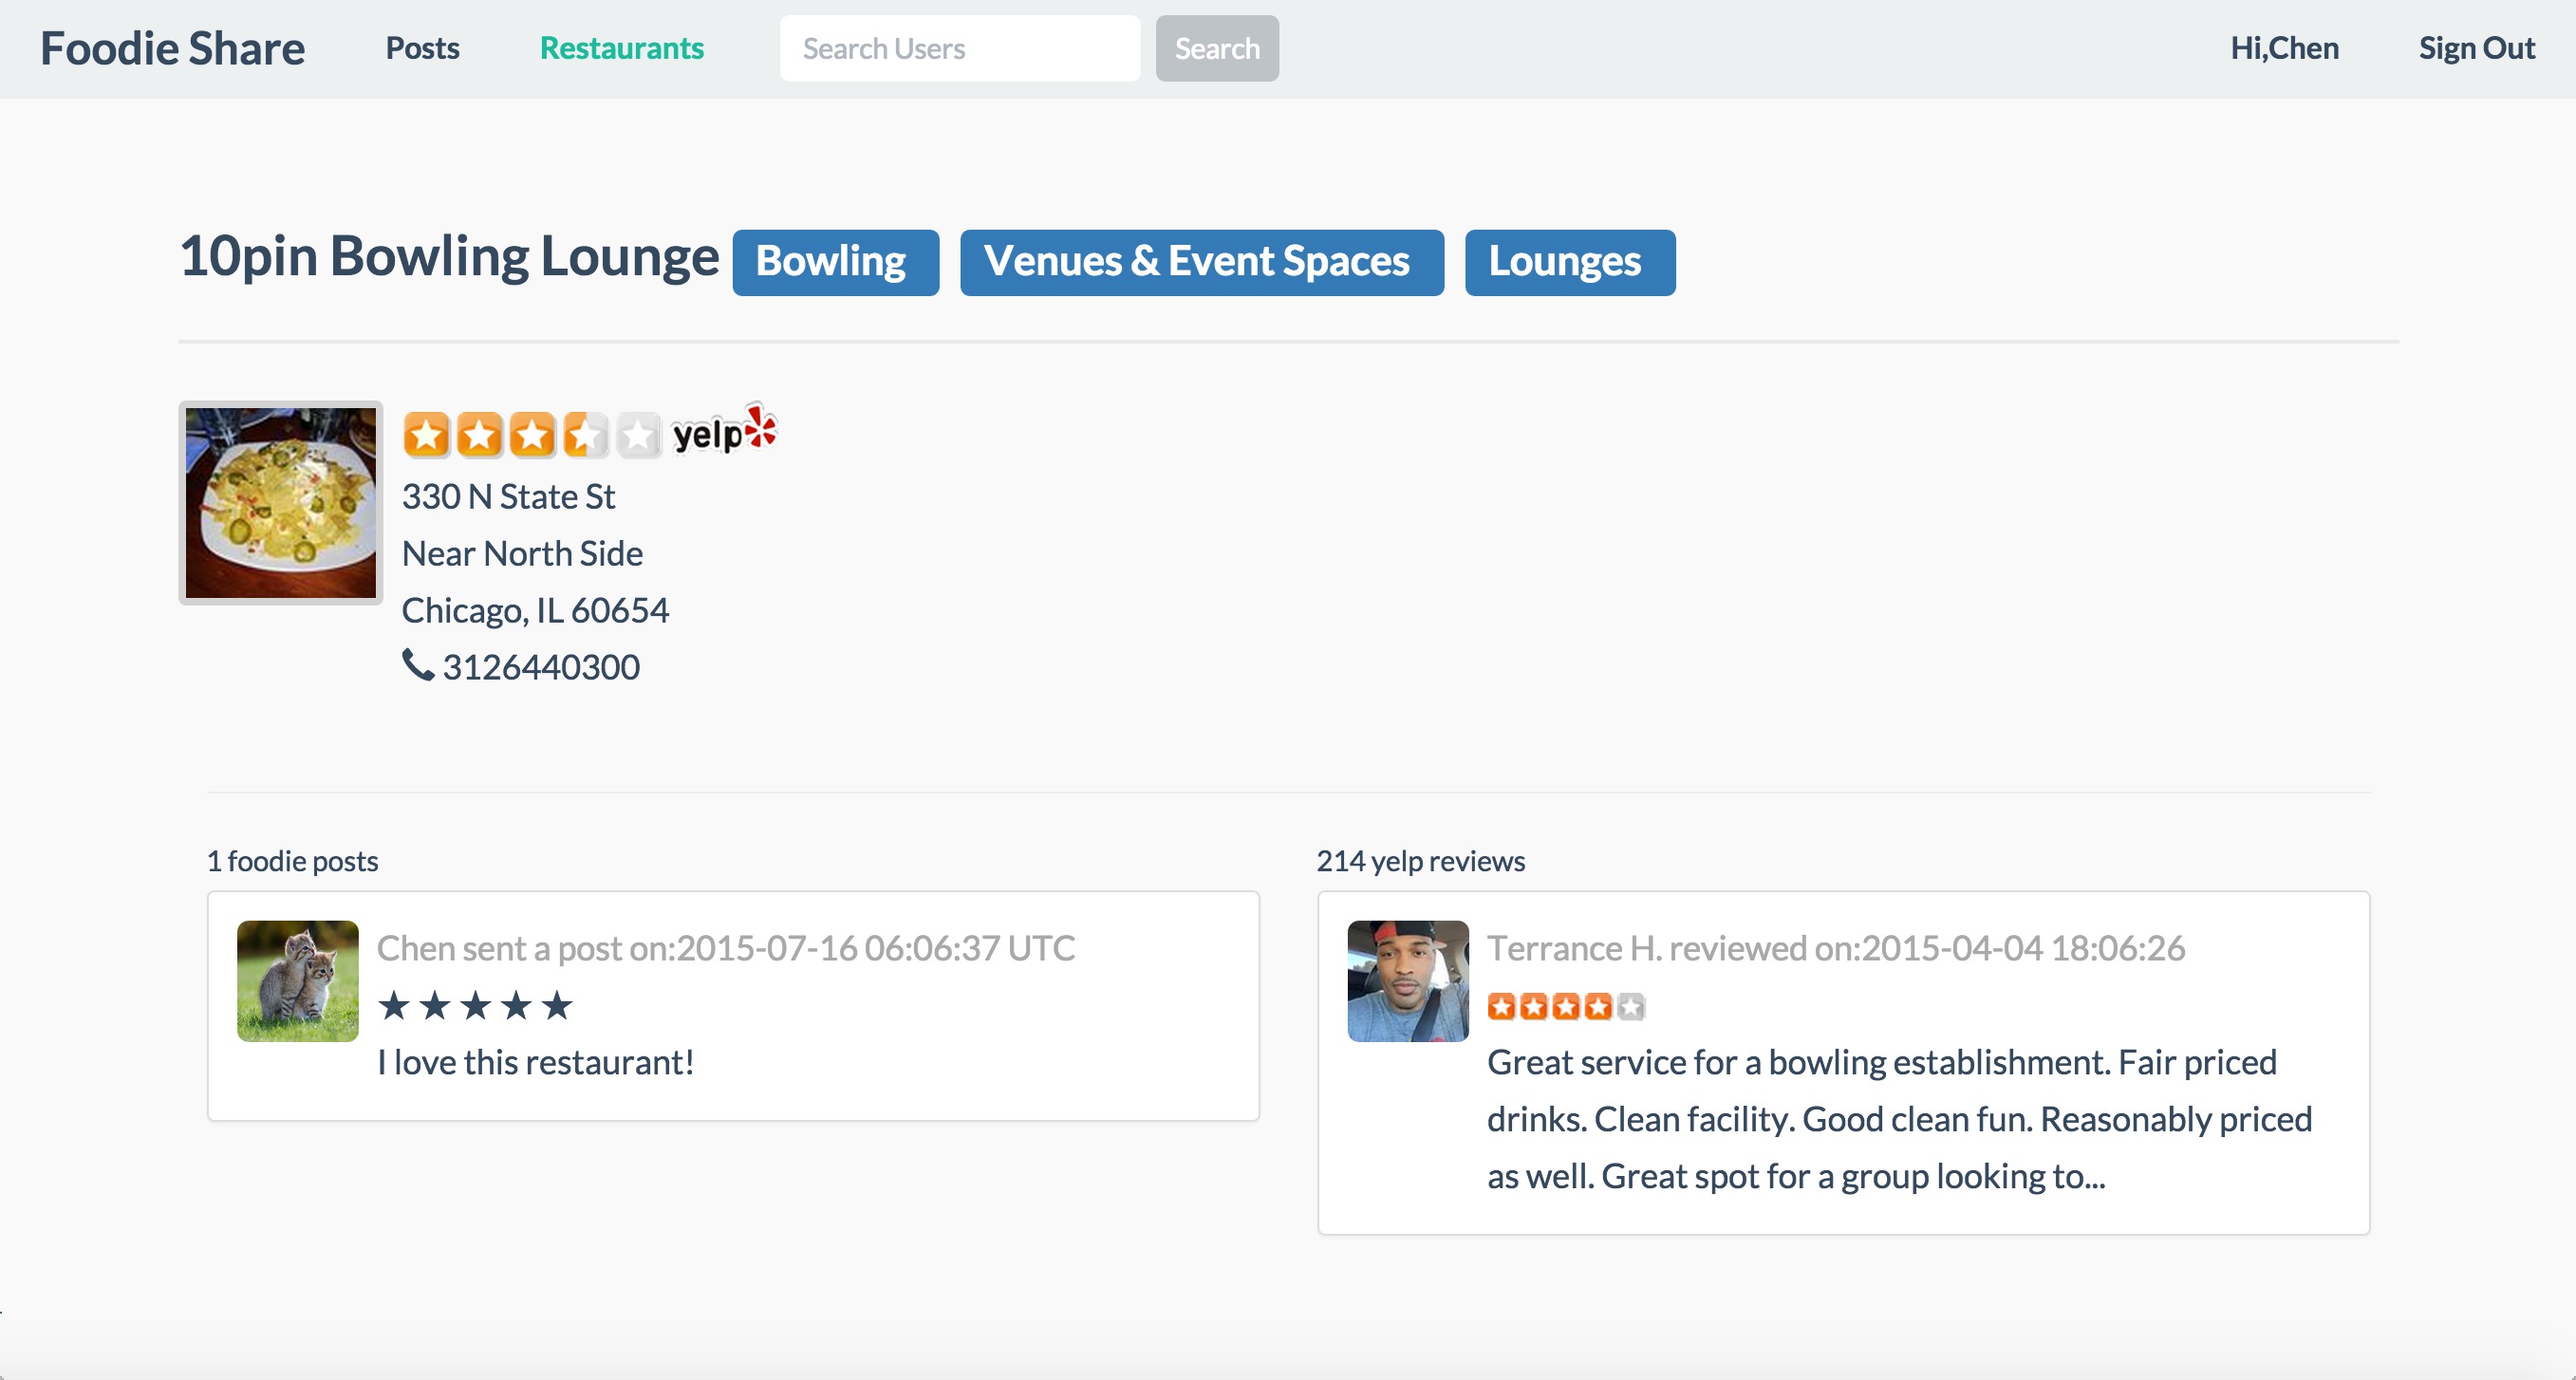 Foodie Share Posts Restaurants Search Users Search Hi,Chen Sign Out
10pin Bowling Lounge Bowling Venues & Event Spaces Lounges
yelp
330 N State St
Near North Side
Chicago, IL 60654
3126440300
1 foodie posts
Chen sent a post on:2015-07-16 06:06:37 UTC
★★★★★
I love this restaurant!
214 yelp reviews
Terrance H. reviewed on:2015-04-04 18:06:26
Great service for a bowling establishment. Fair priced
drinks. Clean facility. Good clean fun. Reasonably priced
as well. Great spot for a group looking to...